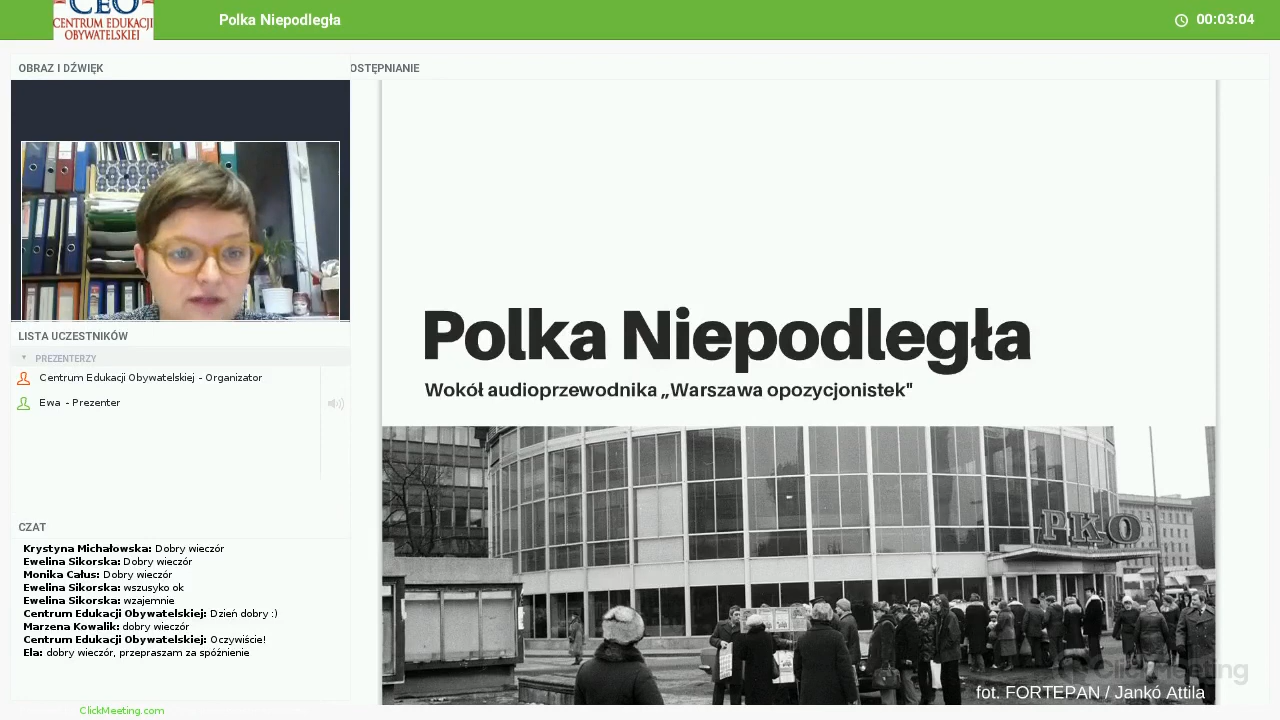 CEO
CENTRUM EDUKACJI
OBYWATELSKIEJ
Polka Niepodległa
00:03:04
OBRAZ I DŹWIĘK
OSTĘPNIANIE
LISTA UCZESTNIKÓW
PREZENTERZY
Centrum Edukacji Obywatelskiej - Organizator
Ewa - Prezenter
CZAT
Krystyna Michałowska: Dobry wieczór
Ewelina Sikorska: Dobry wieczór
Monika Całus: Dobry wieczór
Ewelina Sikorska: wszusyko ok
Ewelina Sikorska: wzajemnie
Centrum Edukacji Obywatelskiej: Dzień dobry :)
Marzena Kowalik: dobry wieczór
Centrum Edukacji Obywatelskiej: Oczywiście!
Ela: dobry wieczór, przepraszam za spóźnienie
ClickMeeting.com
Polka Niepodległa
Wokół audioprzewodnika „Warszawa opozycjonistek"
PKO
ClickMeeting
fot. FORTEPAN / Jankó Attila